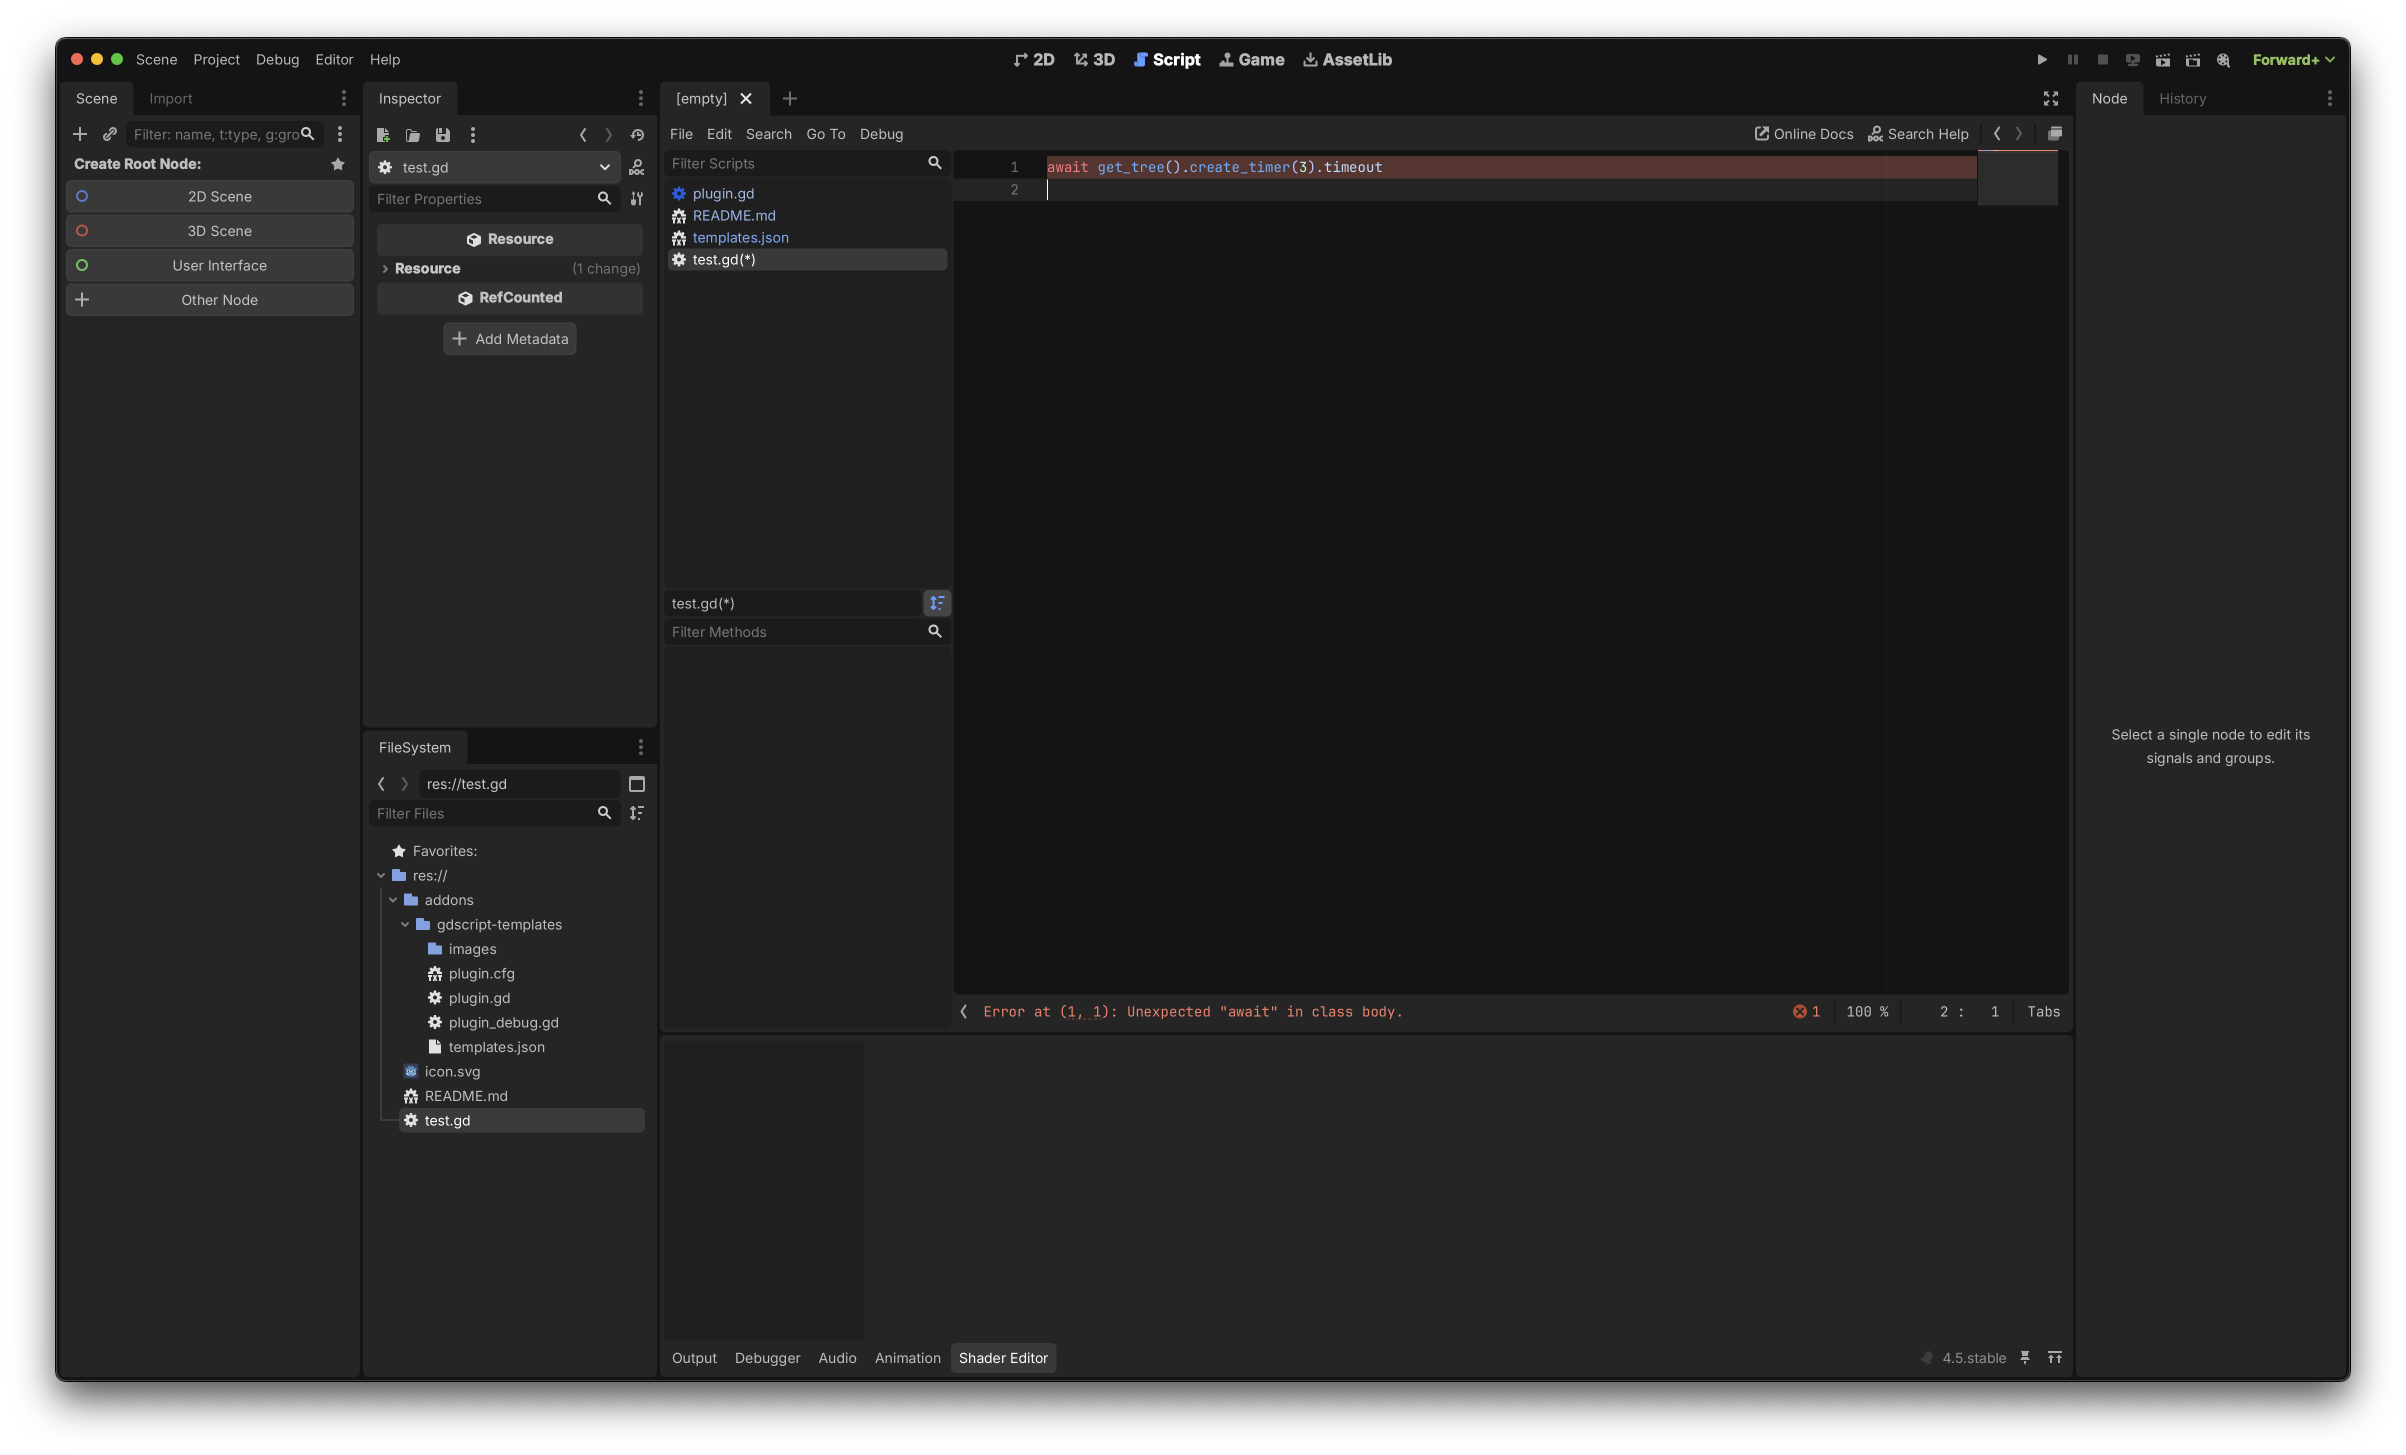 Scene Project Debug Editor Help
2D 3D Script Game AssetLib
Forward+
Scene Import
Filter: name, t:type, g:gro
Create Root Node:
2D Scene
3D Scene
User Interface
Other Node
Inspector
test.gd
DOC
Filter Properties
Resource
Resource (1 change)
RefCounted
Add Metadata
FileSystem
res://test.gd
Filter Files
Favorites:
res://
addons
gdscript-templates
images
plugin.cfg
plugin.gd
plugin_debug.gd
templates.json
icon.svg
README.md
test.gd
[empty]
File Edit Search Go To Debug
Online Docs DOC Search Help
Filter Scripts
plugin.gd
README.md
templates.json
test.gd(*)
test.gd(*)
Filter Methods
1 await get_tree().create_timer(3).timeout
2
Error at (1, 1): Unexpected "await" in class body.
1 100 % 2 : 1 Tabs
Output Debugger Audio Animation Shader Editor
4.5.stable
Node History
Select a single node to edit its
signals and groups.